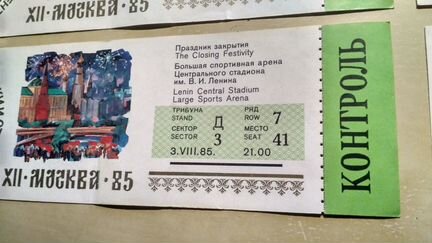 XII · МОСКВА · 85
Праздник закрытия
The Closing Festivity
Большая спортивная арена
Центрального стадиона
им. В. И. Ленина
Lenin Central Stadium
Large Sports Arena
ТРИБУНА
STAND
Д
РЯД
ROW
7
СЕКТОР
SECTOR
3
МЕСТО
SEAT
41
3.VIII.85.
21.00
XII · МОСКВА · 85
КОНТРОЛЬ